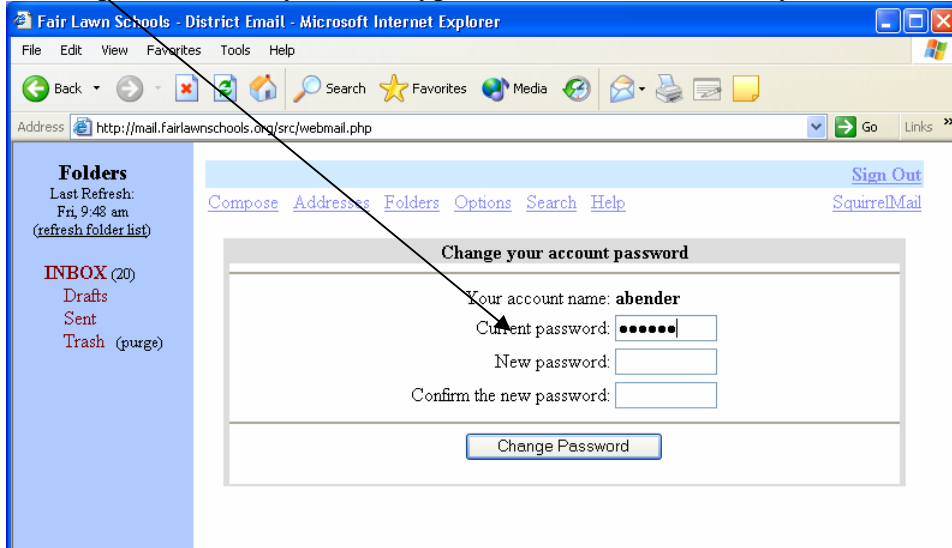 Fair Lawn Schools - District Email - Microsoft Internet Explorer
File Edit View Favorites Tools Help
Back Search Favorites Media
Address http://mail.fairlawnschools.org/src/webmail.php Go Links »
Folders
Last Refresh:
Fri, 9:48 am
(refresh folder list)
INBOX (20)
Drafts
Sent
Trash (purge)
Sign Out
Compose Addresses Folders Options Search Help SquirrelMail
Change your account password
Your account name: abender
Current password: ●●●●●●
New password:
Confirm the new password:
Change Password